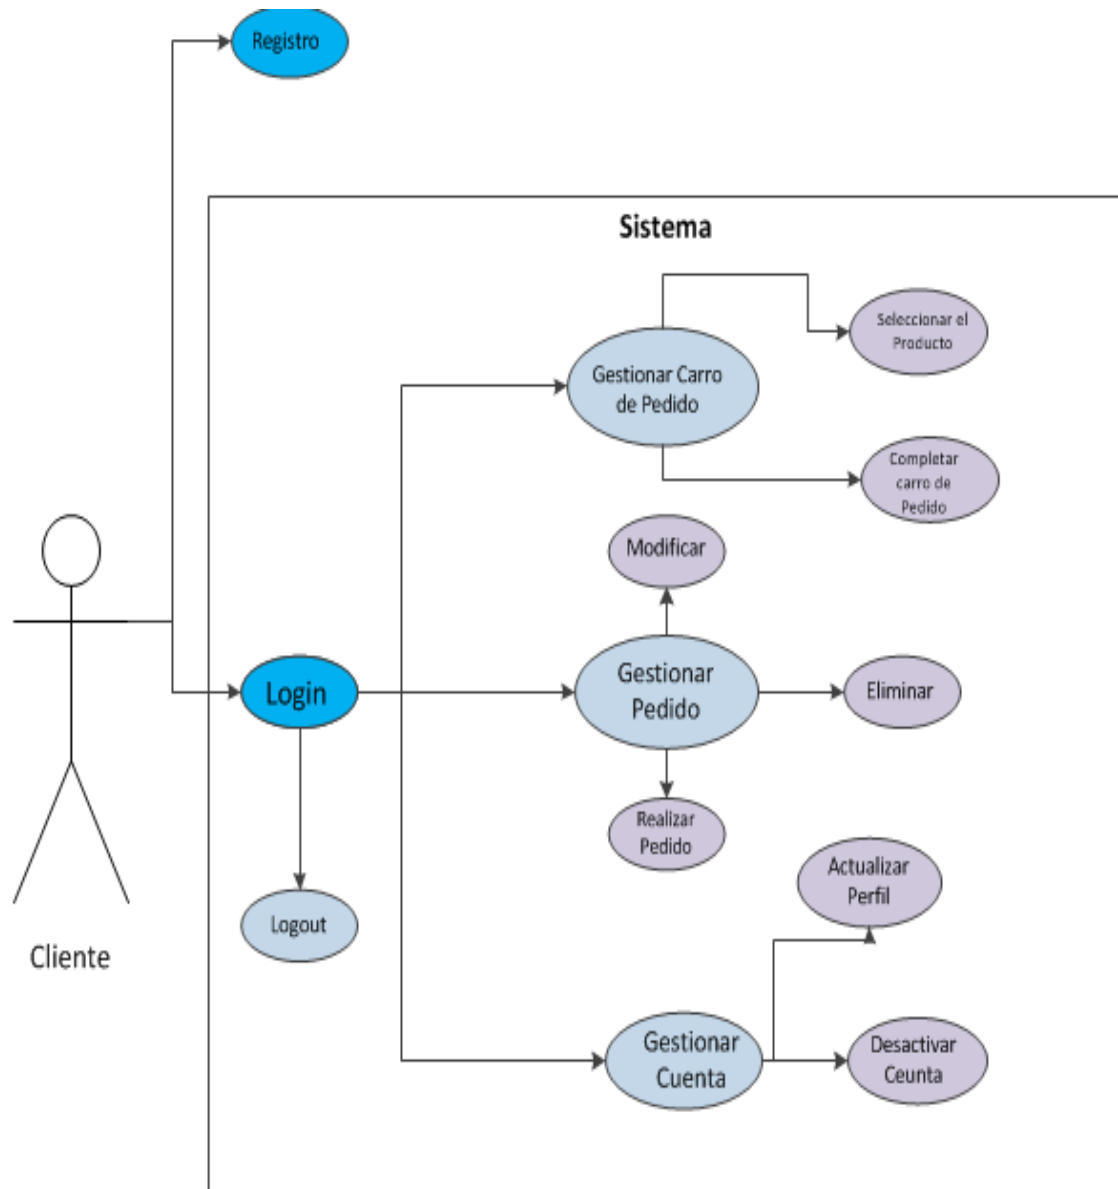 Registro
Sistema
Seleccionar el
Producto
Gestionar Carro
de Pedido
Completar
carro de
Pedido
Modificar
Gestionar
Pedido
Eliminar
Login
Realizar
Pedido
Actualizar
Perfil
Logout
Cliente
Gestionar
Cuenta
Desactivar
Ceunta